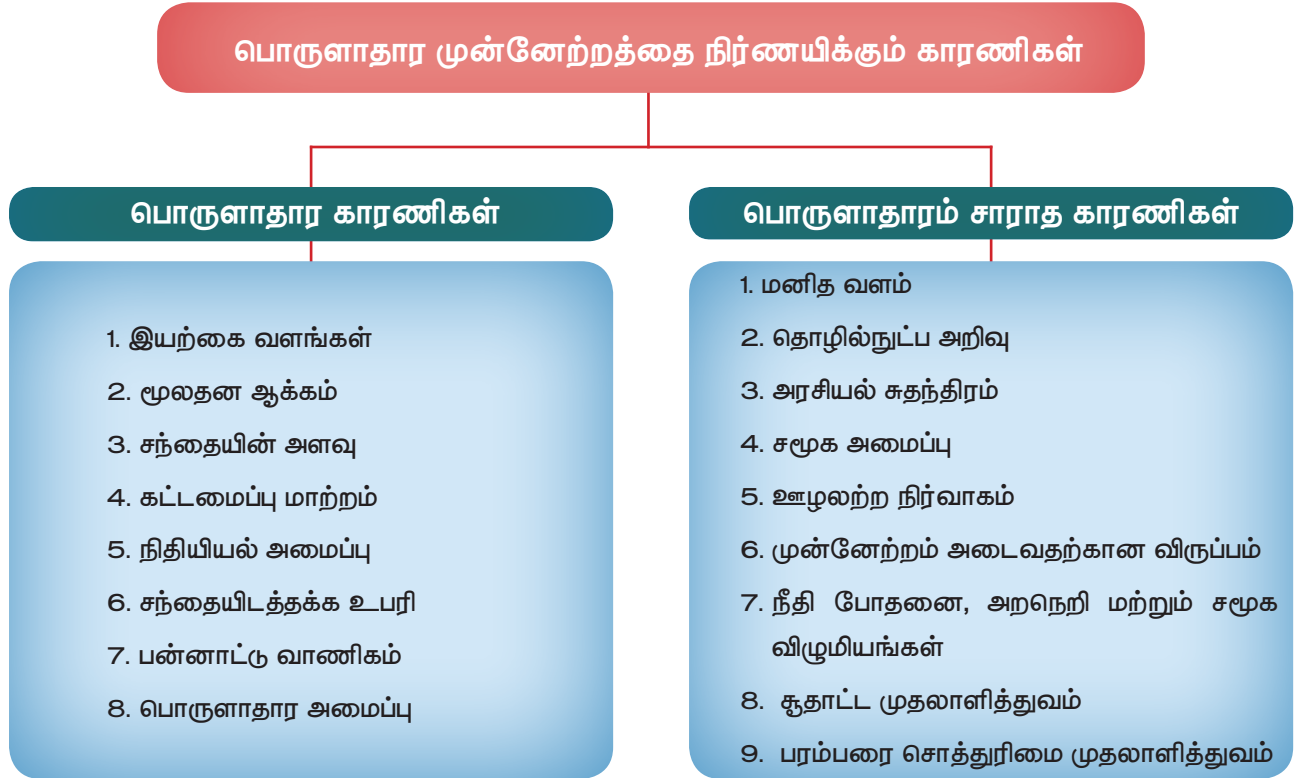 பொருளாதார முன்னேற்றத்தை நிர்ணயிக்கும் காரணிகள்
பொருளாதார காரணிகள்
1. இயற்கை வளங்கள்
2. மூலதன ஆக்கம்
3. சந்தையின் அளவு
4. கட்டமைப்பு மாற்றம்
5. நிதியியல் அமைப்பு
6. சந்தையிடத்தக்க உபரி
7. பன்னாட்டு வாணிகம்
8. பொருளாதார அமைப்பு
பொருளாதாரம் சாராத காரணிகள்
1. மனித வளம்
2. தொழில்நுட்ப அறிவு
3. அரசியல் சுதந்திரம்
4. சமூக அமைப்பு
5. ஊழலற்ற நிர்வாகம்
6. முன்னேற்றம் அடைவதற்கான விருப்பம்
7. நீதி போதனை, அறநெறி மற்றும் சமூக
விழுமியங்கள்
8. சூதாட்ட முதலாளித்துவம்
9. பரம்பரை சொத்துரிமை முதலாளித்துவம்